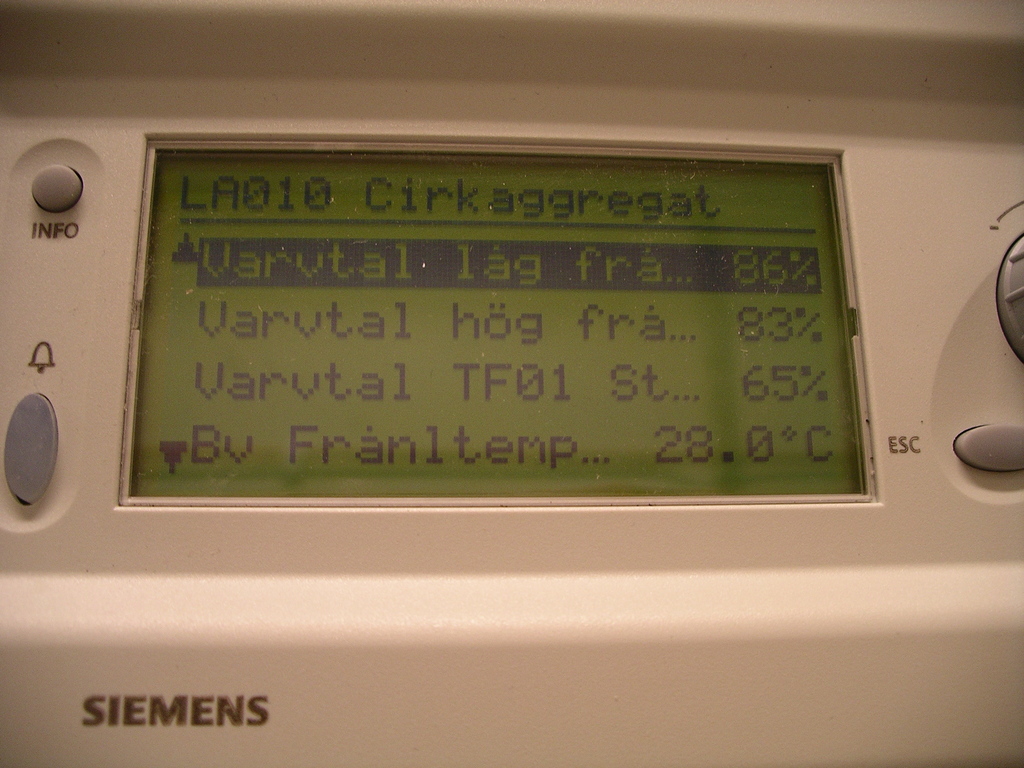 LA010 Cirkaggregat
Varvtal låg frå... 86%
Varvtal hög frå... 83%
Varvtal TF01 St... 65%
Bv Frånltemp... 28.0°C
INFO
ESC
SIEMENS